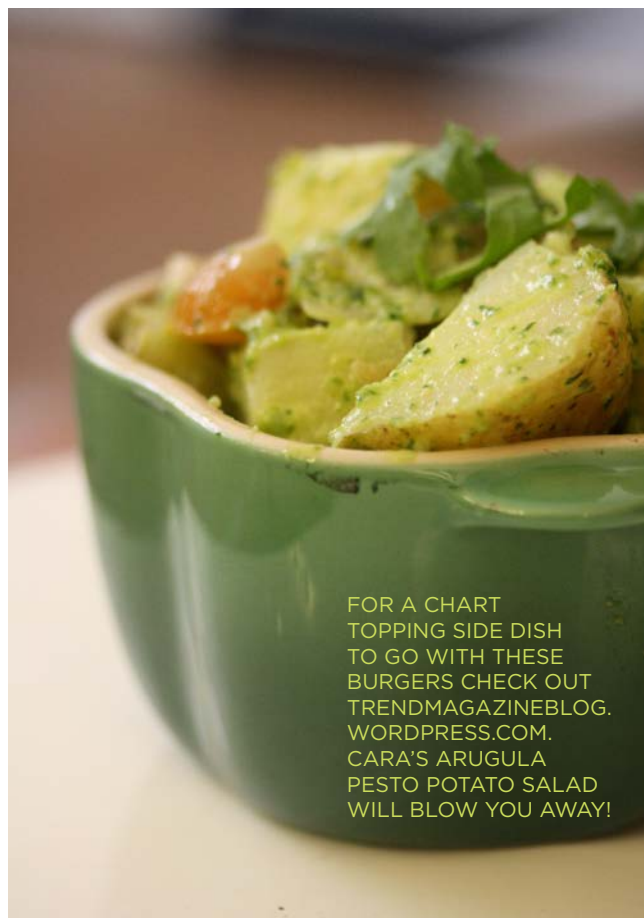 FOR A CHART
TOPPING SIDE DISH
TO GO WITH THESE
BURGERS CHECK OUT
TRENDMAGAZINEBLOG.
WORDPRESS.COM.
CARA’S ARUGULA
PESTO POTATO SALAD
WILL BLOW YOU AWAY!